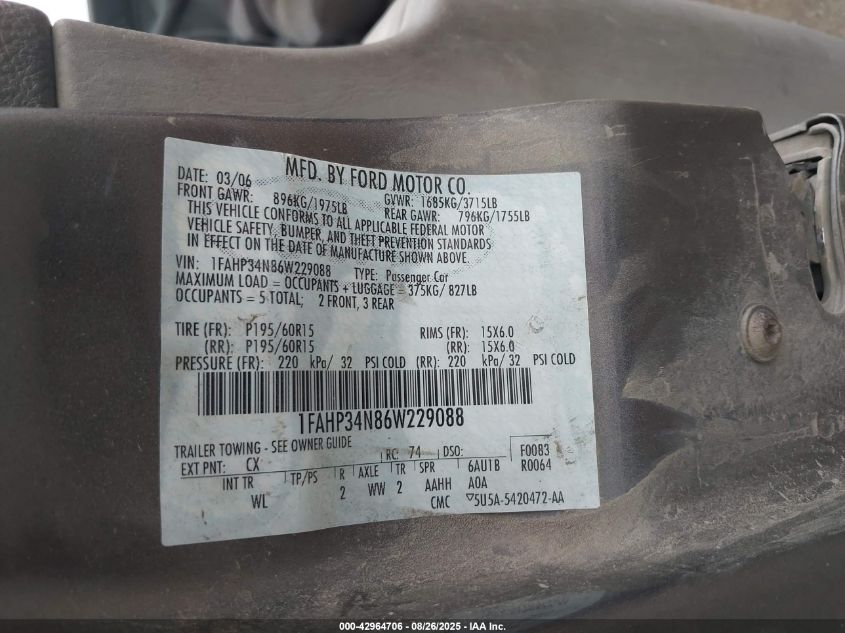 MFD. BY FORD MOTOR CO.
DATE: 03/06
FRONT GAWR: 896KG/1975LB GVWR: 1685KG/3715LB
REAR GAWR: 796KG/1755LB
THIS VEHICLE CONFORMS TO ALL APPLICABLE FEDERAL MOTOR
VEHICLE SAFETY, BUMPER, AND THEFT PREVENTION STANDARDS
IN EFFECT ON THE DATE OF MANUFACTURE SHOWN ABOVE.
VIN: 1FAHP34N86W229088 TYPE: Passenger Car
MAXIMUM LOAD = OCCUPANTS + LUGGAGE = 375KG/ 827LB
OCCUPANTS = 5 TOTAL; 2 FRONT, 3 REAR
TIRE (FR): P195/60R15 RIMS (FR): 15X6.0
(RR): P195/60R15 (RR): 15X6.0
PRESSURE (FR): 220 kPa/ 32 PSI COLD (RR): 220 kPa/ 32 PSI COLD
1FAHP34N86W229088
TRAILER TOWING - SEE OWNER GUIDE
EXT PNT: CX RC: 74 DSO: F0083
R0064
INT TR TP/PS R AXLE TR SPR 6AU1B
WL 2 WW 2 AAHH A0A
CMC ▽5U5A-5420472-AA
000-42964706 - 08/26/2025 - IAA Inc.